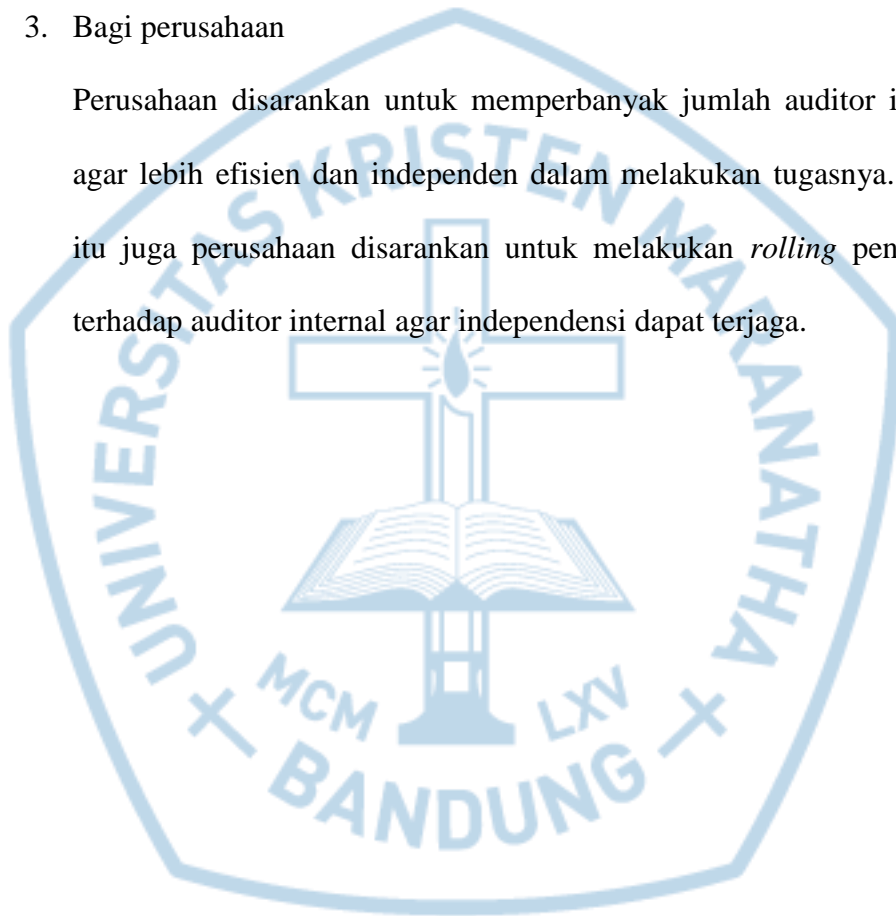 3. Bagi perusahaan
Perusahaan disarankan untuk memperbanyak jumlah auditor
agar lebih efisien dan independen dalam melakukan tugasnya.
itu juga perusahaan disarankan untuk melakukan rolling
terhadap auditor internal agar independensi dapat terjaga.
UNIVERSITAS KRISTEN MARANATHA
MCM LXV
BANDUNG